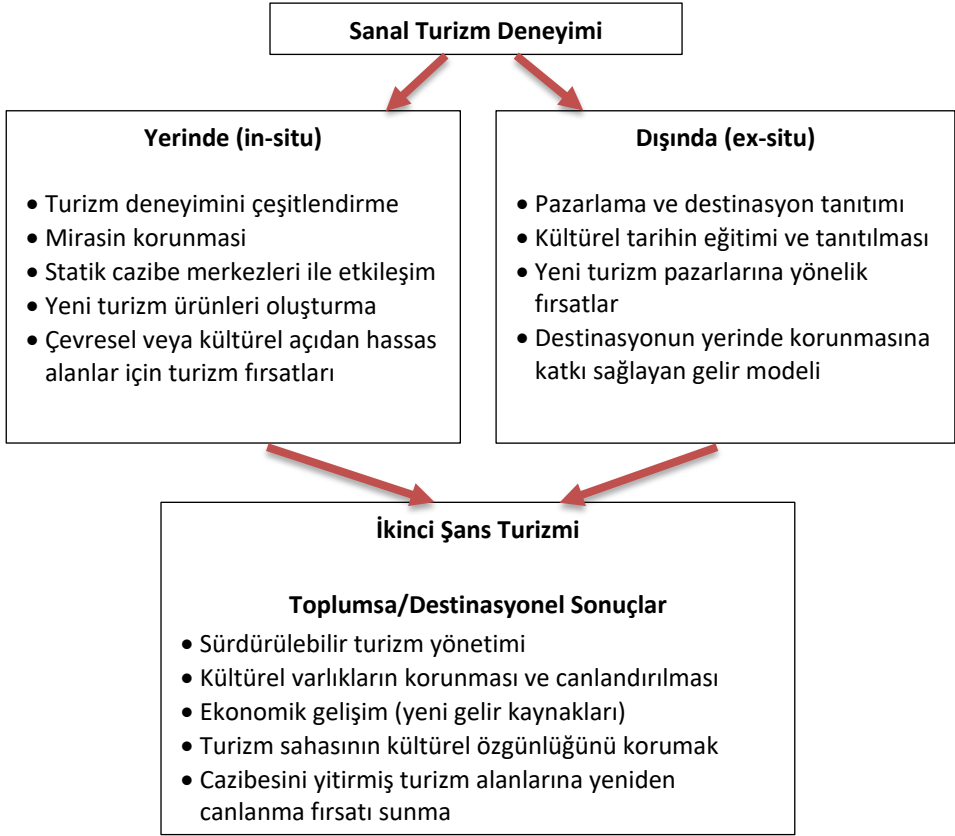 Sanal Turizm Deneyimi
Yerinde (in-situ)
• Turizm deneyimini çeşitlendirme
• Mirasin korunmasi
• Statik cazibe merkezleri ile etkileşim
• Yeni turizm ürünleri oluşturma
• Çevresel veya kültürel açıdan hassas
alanlar için turizm fırsatları
Dışında (ex-situ)
• Pazarlama ve destinasyon tanıtımı
• Kültürel tarihin eğitimi ve tanıtılması
• Yeni turizm pazarlarına yönelik
fırsatlar
• Destinasyonun yerinde korunmasına
katkı sağlayan gelir modeli
İkinci Şans Turizmi
Toplumsa/Destinasyonel Sonuçlar
• Sürdürülebilir turizm yönetimi
• Kültürel varlıkların korunması ve canlandırılması
• Ekonomik gelişim (yeni gelir kaynakları)
• Turizm sahasının kültürel özgünlüğünü korumak
• Cazibesini yitirmiş turizm alanlarına yeniden
canlanma fırsatı sunma